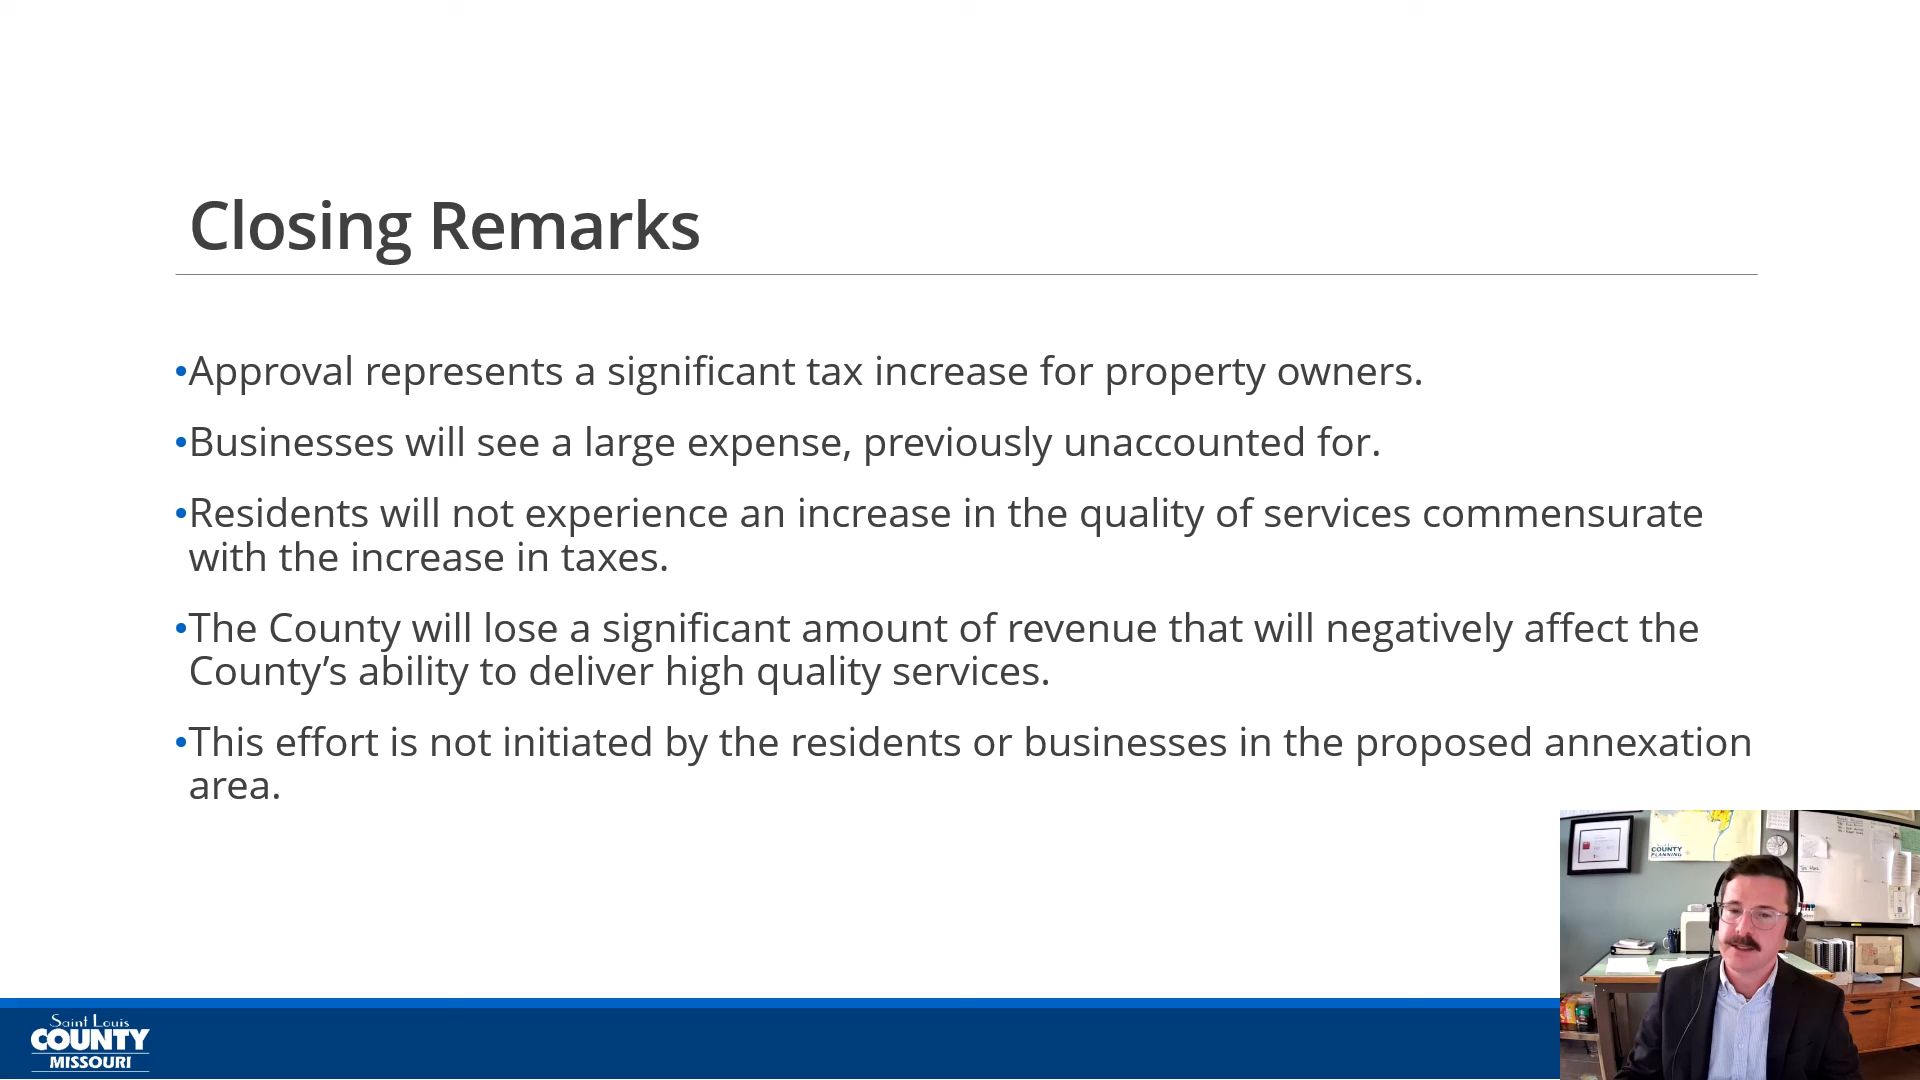 Closing Remarks
•Approval represents a significant tax increase for property owners.
•Businesses will see a large expense, previously unaccounted for.
•Residents will not experience an increase in the quality of services commensurate
with the increase in taxes.
•The County will lose a significant amount of revenue that will negatively affect the
County’s ability to deliver high quality services.
•This effort is not initiated by the residents or businesses in the proposed annexation
area.
COUNTY
PLANNING
Saint Louis
COUNTY
MISSOURI